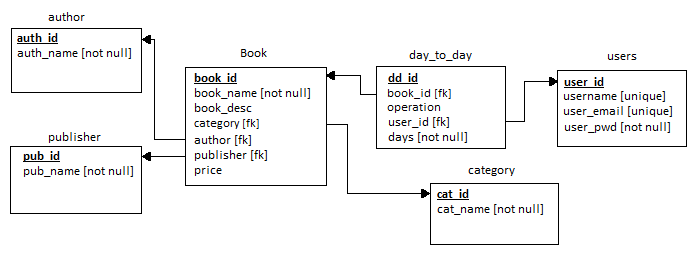 author
auth_id
auth_name [not null]
publisher
pub_id
pub_name [not null]
Book
book_id
book_name [not null]
book_desc
category [fk]
author [fk]
publisher [fk]
price
day_to_day
dd_id
book_id [fk]
operation
user_id [fk]
days [not null]
users
user_id
username [unique]
user_email [unique]
user_pwd [not null]
category
cat_id
cat_name [not null]